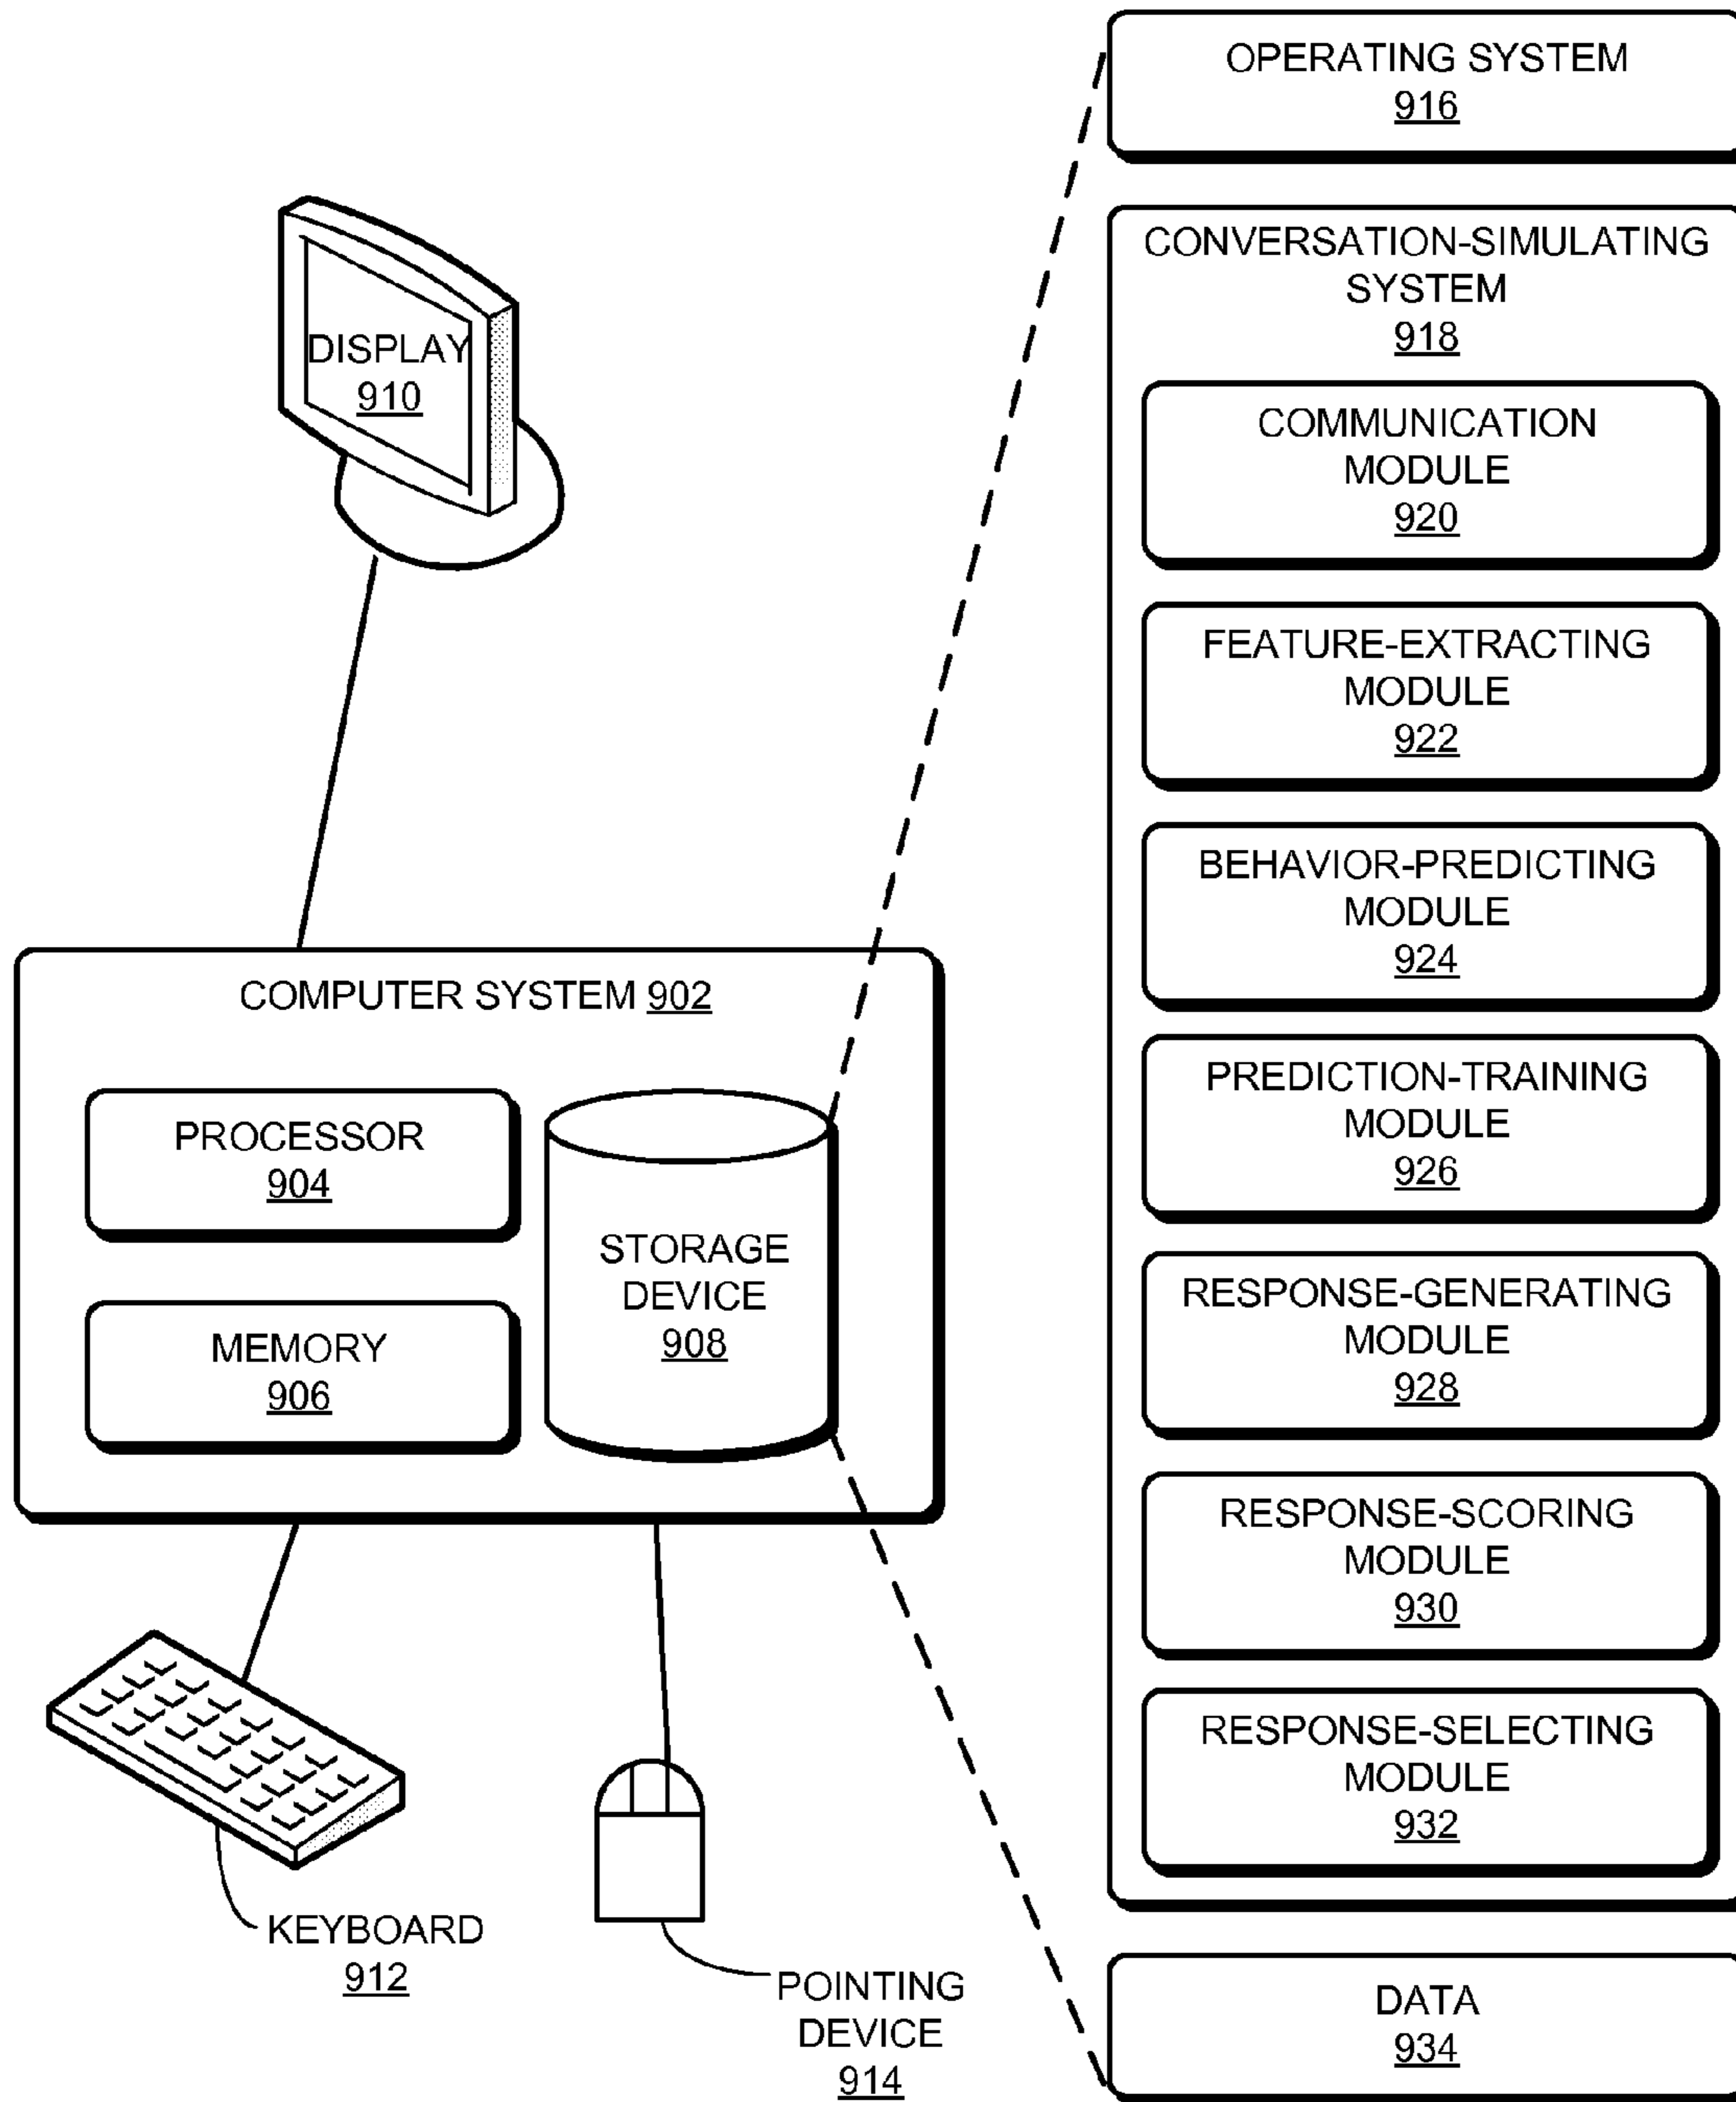 OPERATING SYSTEM
916
CONVERSATION-SIMULATING
SYSTEM
918
COMMUNICATION
MODULE
920
FEATURE-EXTRACTING
MODULE
922
BEHAVIOR-PREDICTING
MODULE
924
PREDICTION-TRAINING
MODULE
926
RESPONSE-GENERATING
MODULE
928
RESPONSE-SCORING
MODULE
930
RESPONSE-SELECTING
MODULE
932
DATA
934
DISPLAY
910
COMPUTER SYSTEM 902
PROCESSOR
904
MEMORY
906
STORAGE
DEVICE
908
KEYBOARD
912
POINTING
DEVICE
914